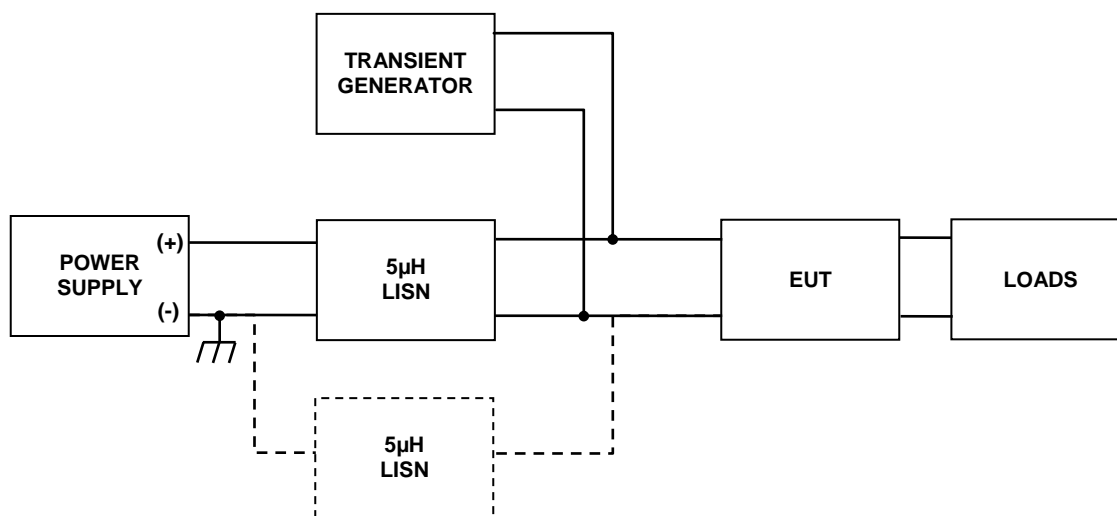 TRANSIENT
GENERATOR
(+)
POWER
SUPPLY
(-)
5µH
LISN
EUT
LOADS
5µH
LISN